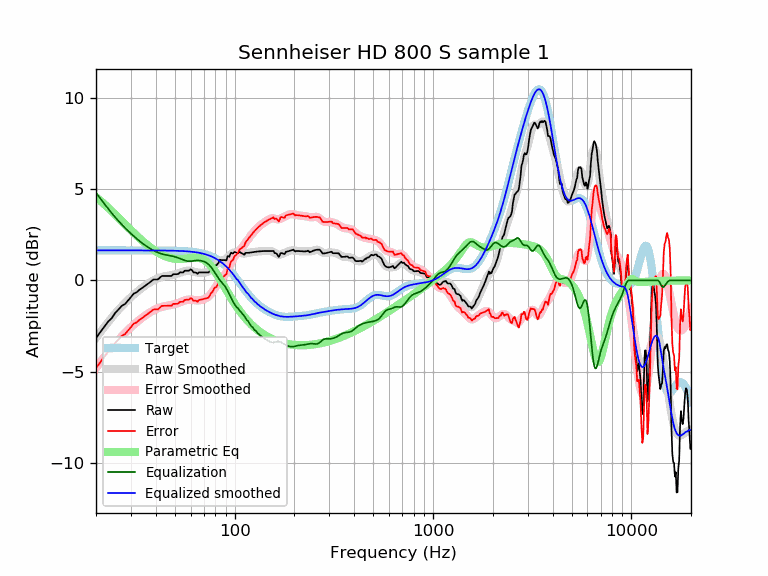 Sennheiser HD 800 S sample 1
Amplitude (dBr)
10
5
0
−5
−10
Target
Raw Smoothed
Error Smoothed
Raw
Error
Parametric Eq
Equalization
Equalized smoothed
100
1000
10000
Frequency (Hz)